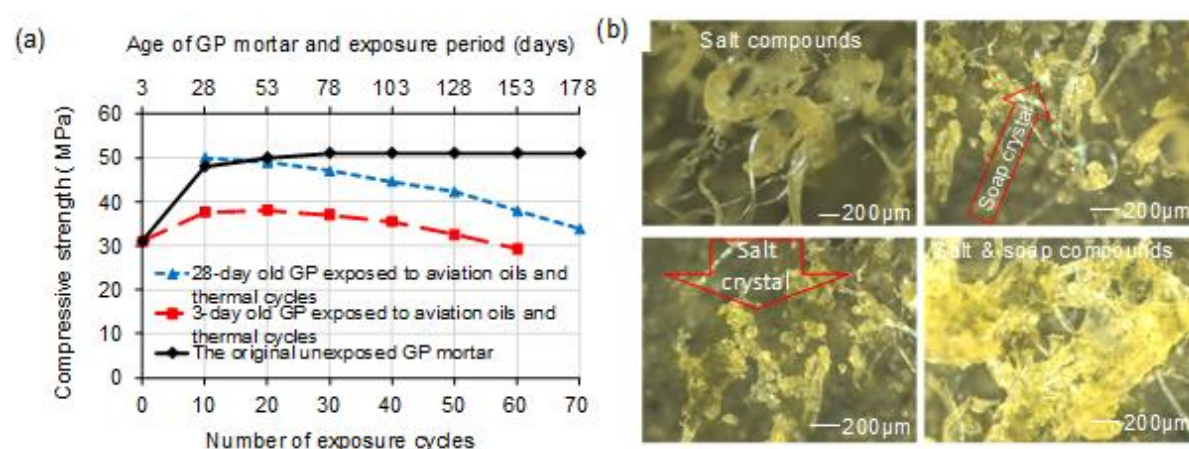 (a)
Age of GP mortar and exposure period (days)
3 28 53 78 103 128 153 178
Compressive strength ( MPa)
60
50
40
30
20
10
0
28-day old GP exposed to aviation oils and
thermal cycles
3-day old GP exposed to aviation oils and
thermal cycles
The original unexposed GP mortar
0 10 20 30 40 50 60 70
Number of exposure cycles
(b)
Salt compounds
200µm
Soap crystal
200µm
Salt
crystal
200µm
Salt & soap compounds
200µm